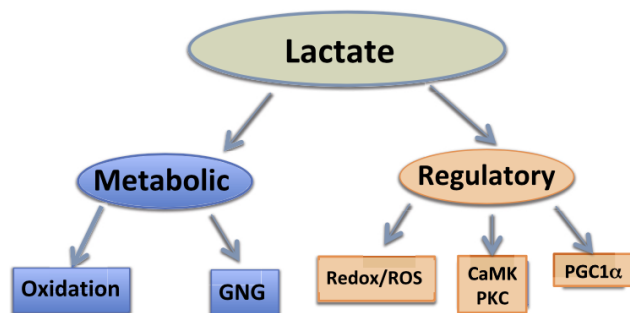 Lactate
Metabolic
Regulatory
Oxidation
GNG
Redox/ROS
CaMK
PKC
PGC1α